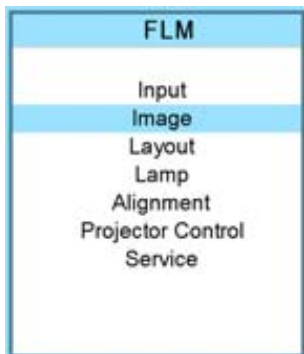 FLM
Input
Image
Layout
Lamp
Alignment
Projector Control
Service